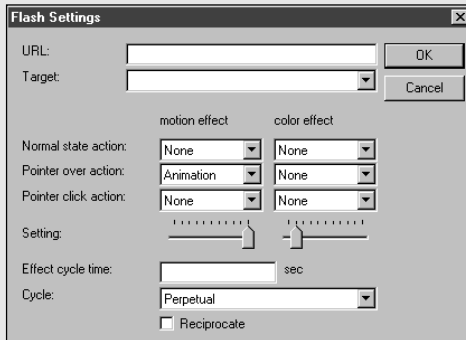 Flash Settings
URL: OK
Target: Cancel
motion effect color effect
Normal state action: None None
Pointer over action: Animation None
Pointer click action: None None
Setting:
Effect cycle time: sec
Cycle: Perpetual
Reciprocate